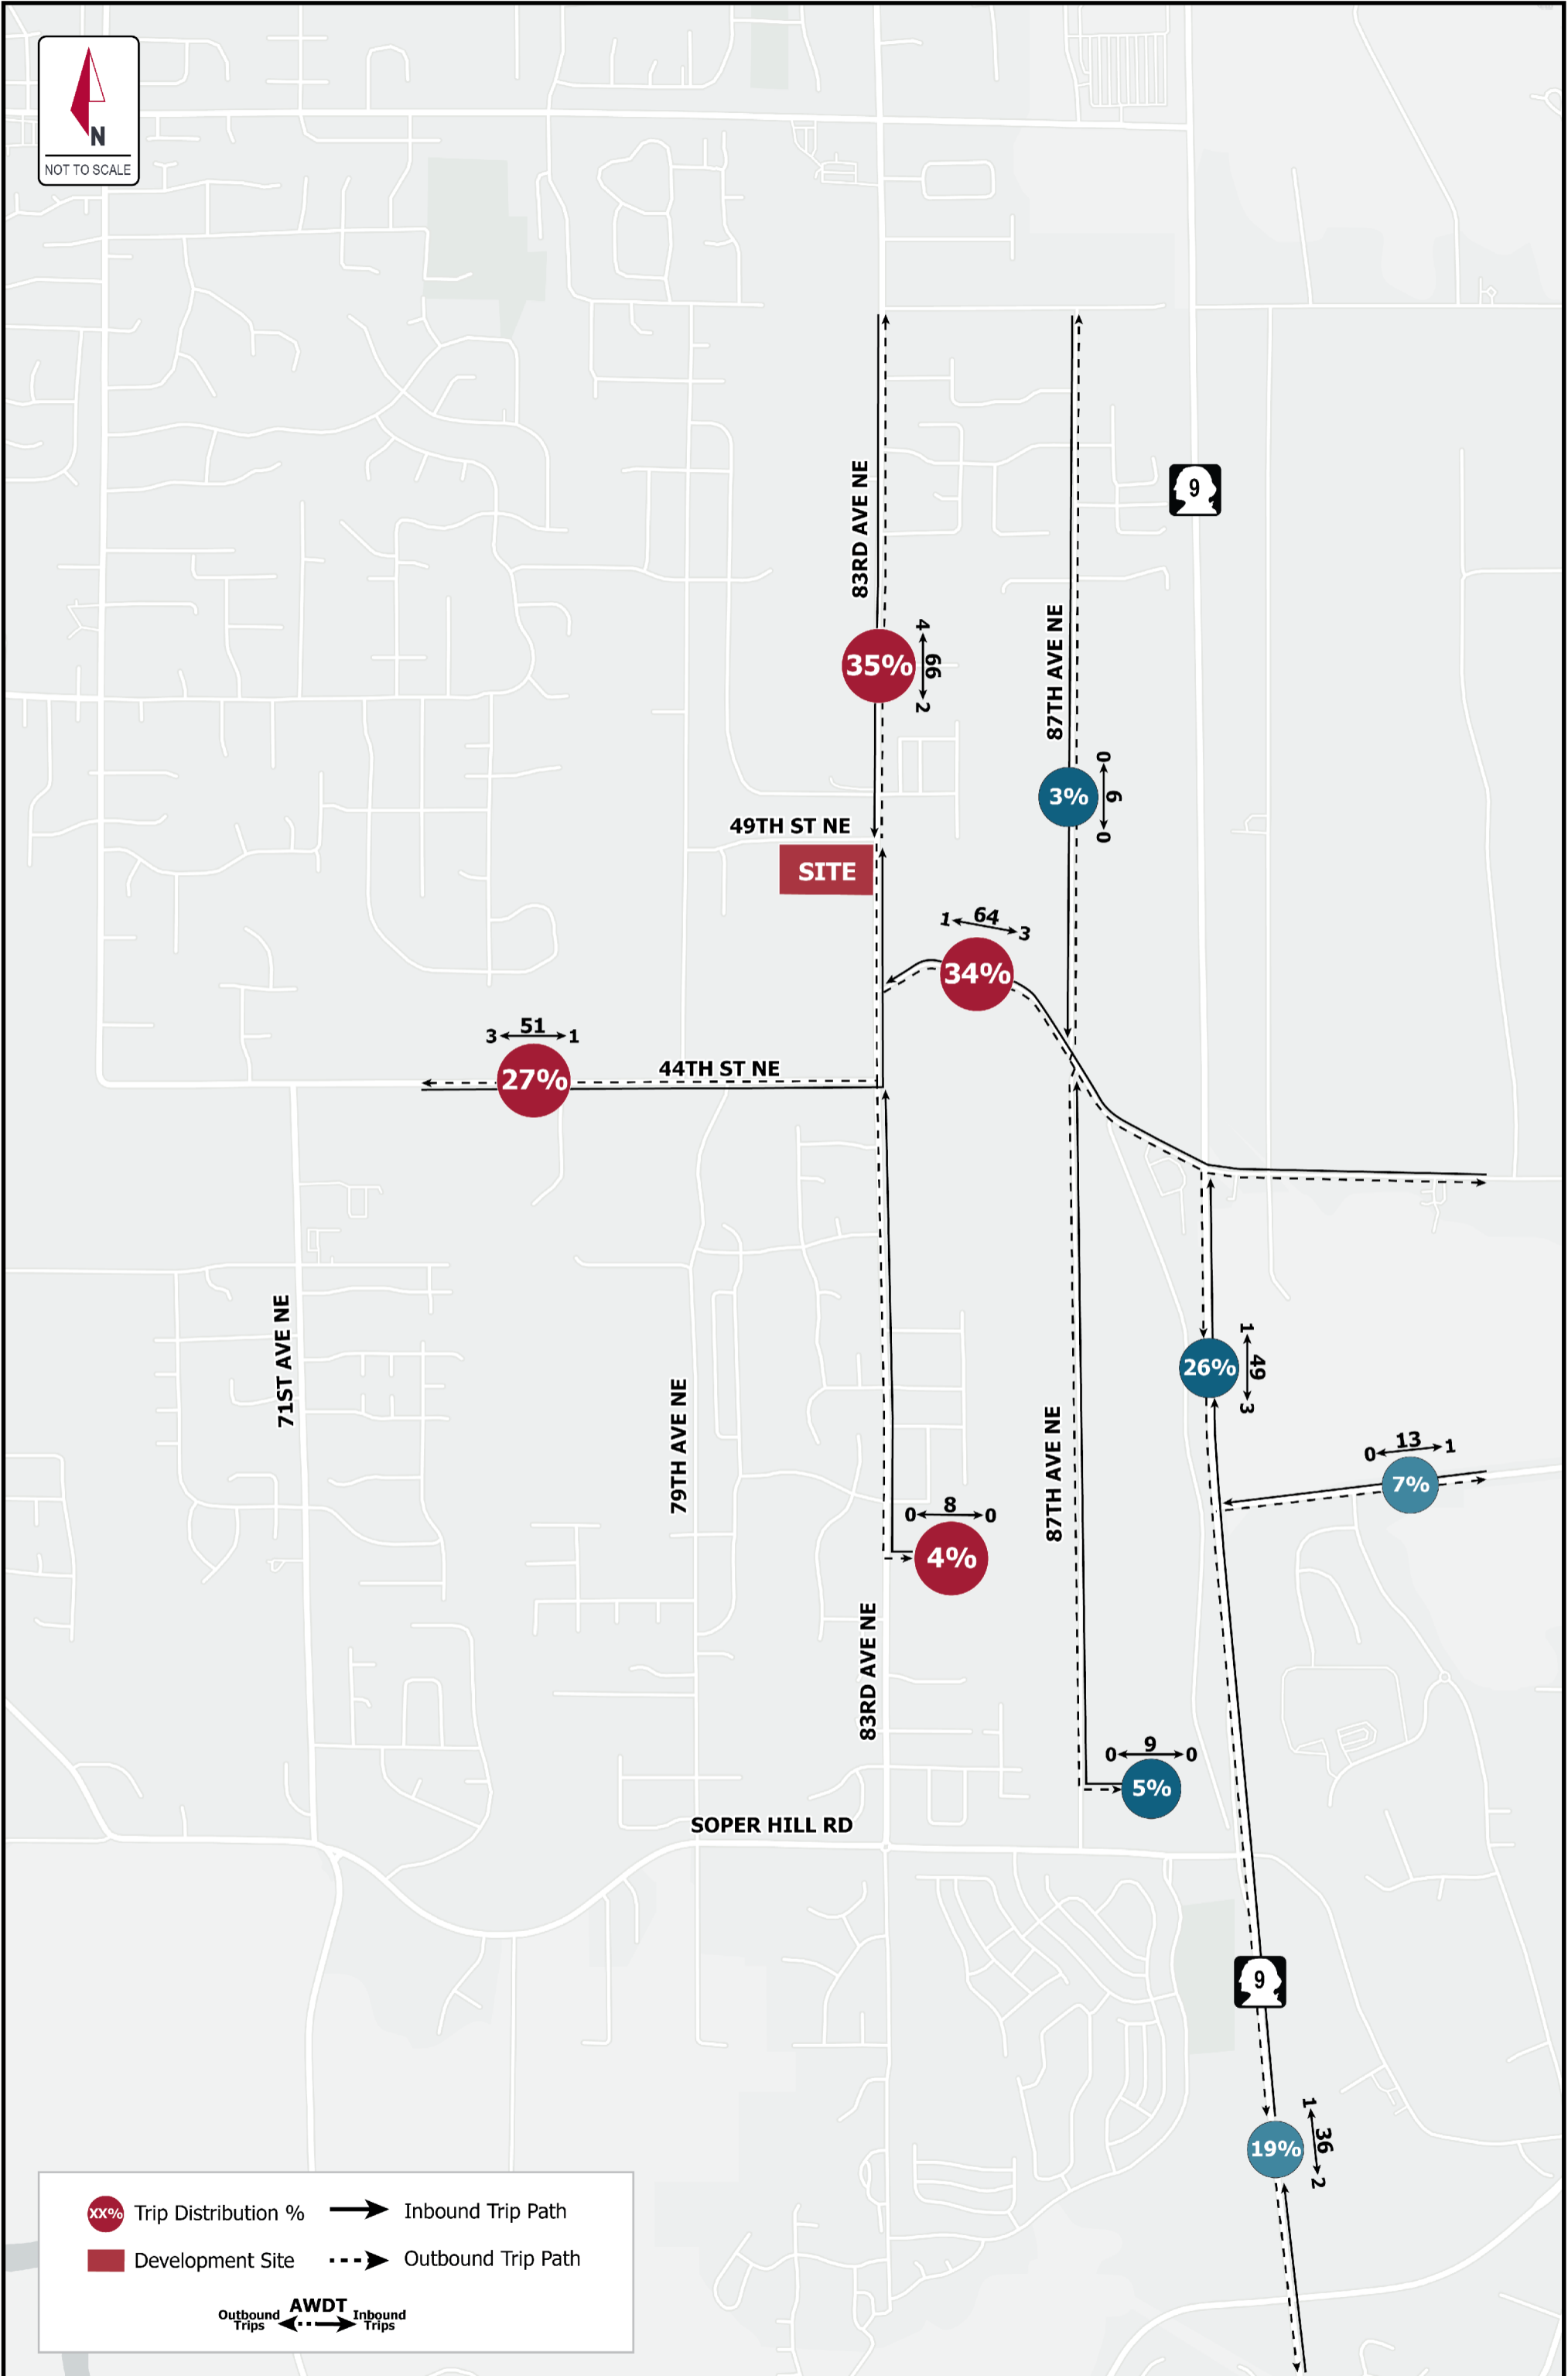 N
NOT TO SCALE
9
83RD AVE NE
4
66
2
35%
87TH AVE NE
0
6
0
3%
49TH ST NE
SITE
1 64 3
34%
3 51 1
27%
44TH ST NE
71ST AVE NE
79TH AVE NE
1
49
3
26%
0 13 1
7%
87TH AVE NE
0 8 0
4%
83RD AVE NE
0 9 0
5%
SOPER HILL RD
9
1
36
2
19%
XX% Trip Distribution %
Inbound Trip Path
Development Site
Outbound Trip Path
AWDT
Outbound Trips
Inbound Trips